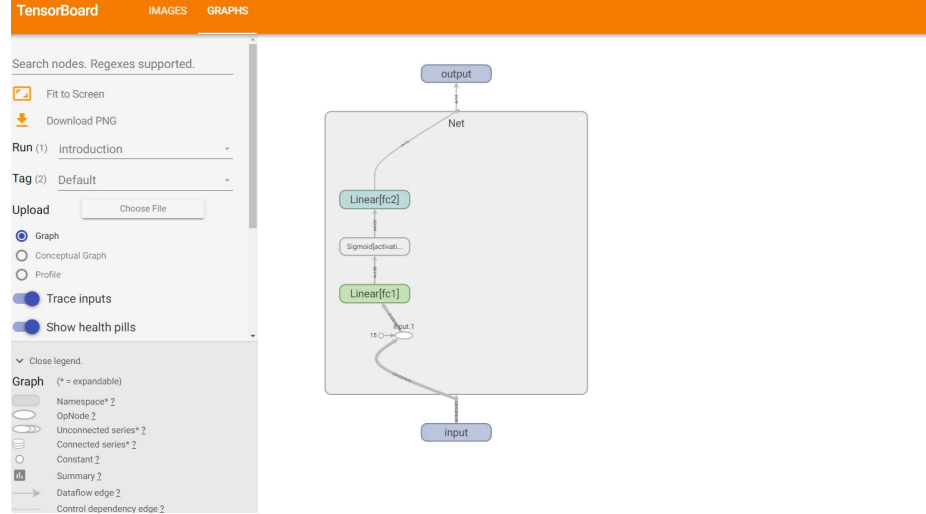 TensorBoard IMAGES GRAPHS
Search nodes. Regexes supported.
Fit to Screen
Download PNG
Run (1) introduction
Tag (2) Default
Upload Choose File
Graph
Conceptual Graph
Profile
Trace inputs
Show health pills
Close legend.
Graph (* = expandable)
Namespace* ?
OpNode ?
Unconnected series* ?
Connected series* ?
Constant ?
Summary ?
Dataflow edge ?
Control dependency edge ?
output
Net
Linear[fc2]
Sigmoid[activati...
Linear[fc1]
input.1
15
input